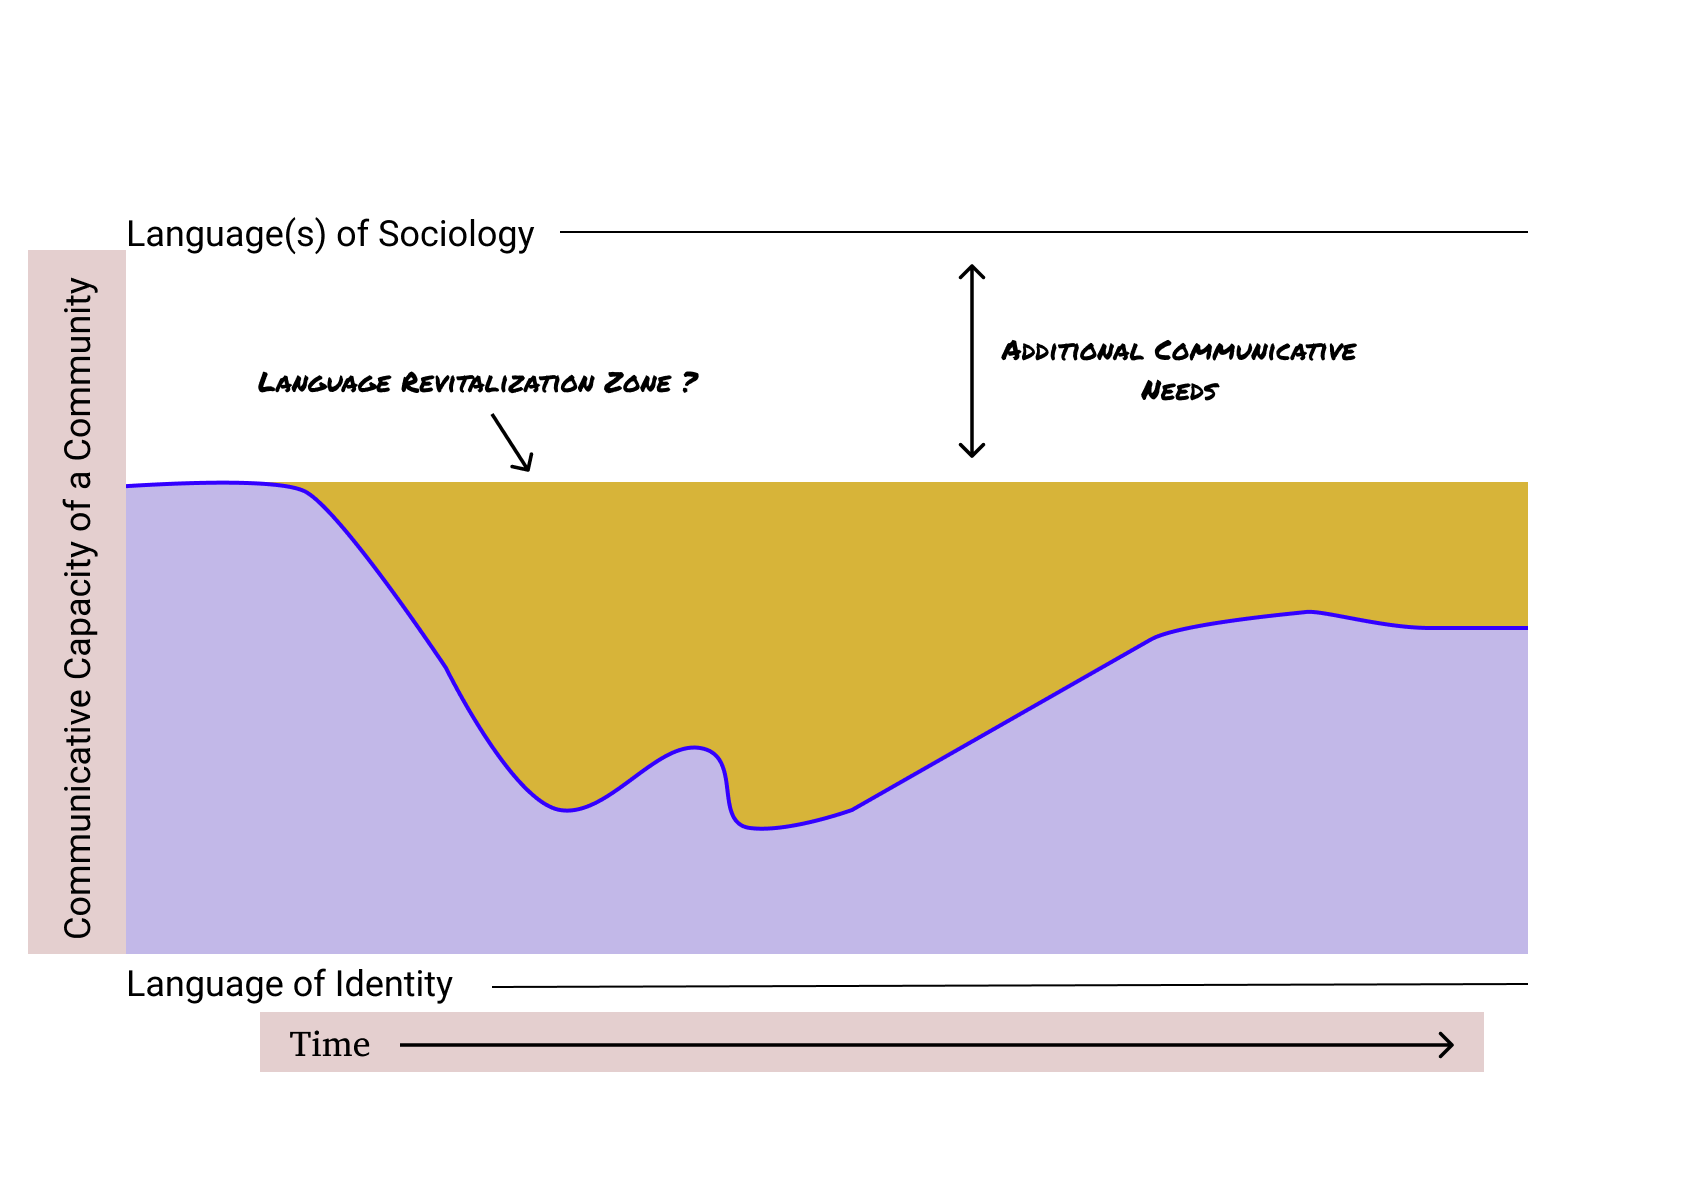 Language(s) of Sociology
Communicative Capacity of a Community
Additional Communicative
Needs
Language Revitalization Zone ?
Language of Identity
Time